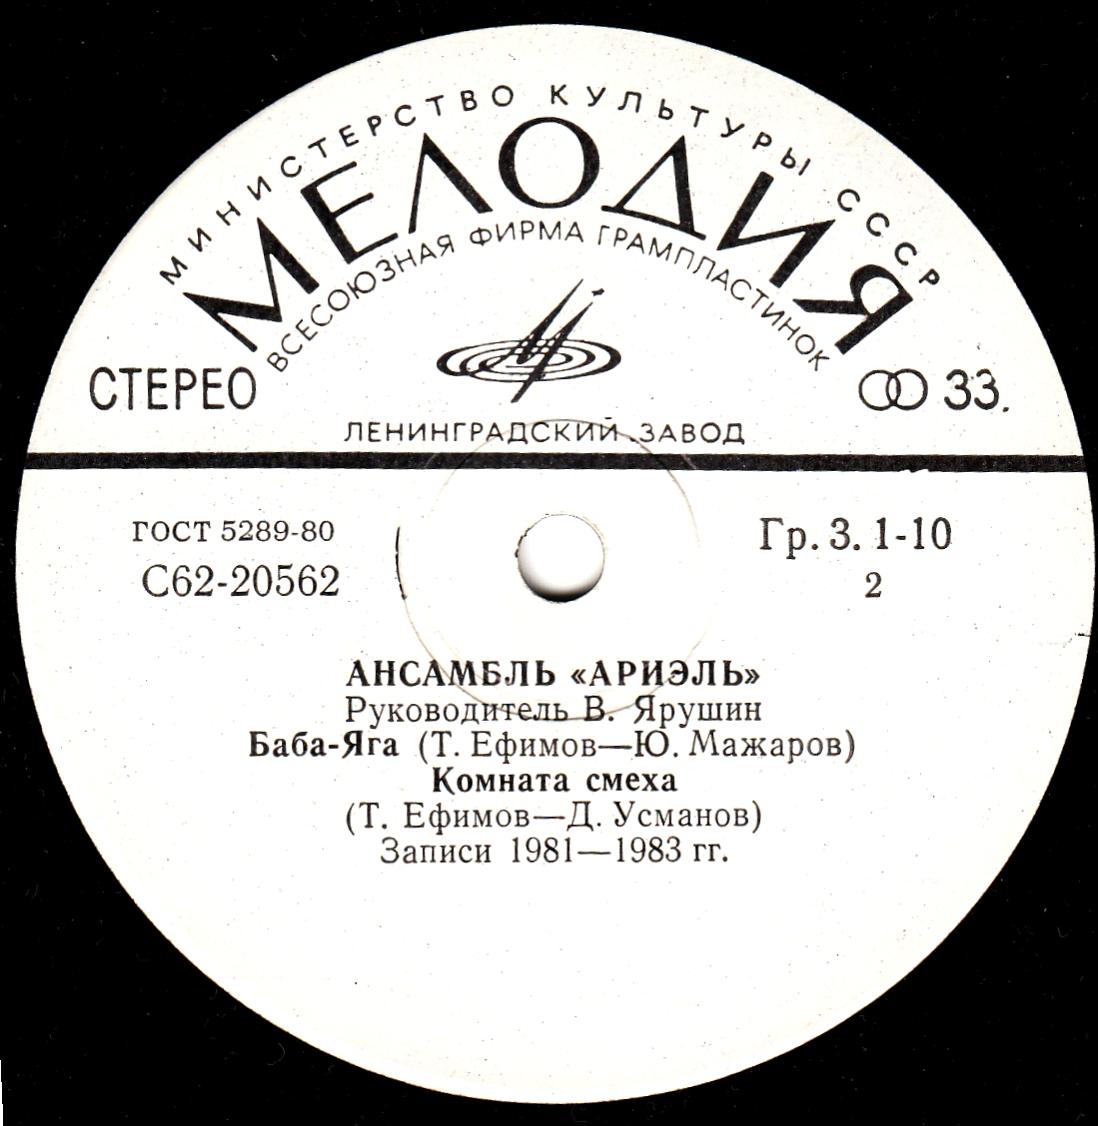 МИНИСТЕРСТВО КУЛЬТУРЫ СССР
МЕЛОДИЯ
ВСЕСОЮЗНАЯ ФИРМА ГРАМПЛАСТИНОК
СТЕРЕО
33.
ЛЕНИНГРАДСКИЙ ЗАВОД
ГОСТ 5289-80
Гр. 3. 1-10
С62-20562
2
АНСАМБЛЬ «АРИЭЛЬ»
Руководитель В. Ярушин
Баба-Яга (Т. Ефимов—Ю. Мажаров)
Комната смеха
(Т. Ефимов—Д. Усманов)
Записи 1981—1983 гг.